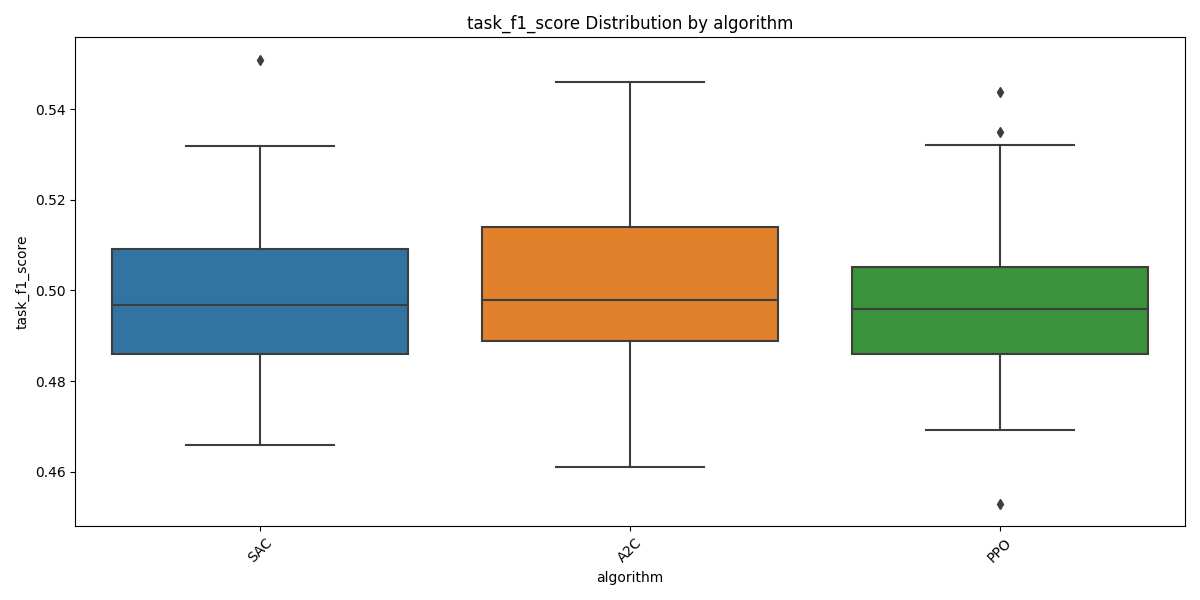 task_f1_score Distribution by algorithm
task_f1_score
0.54
0.52
0.50
0.48
0.46
SAC
A2C
PPO
algorithm